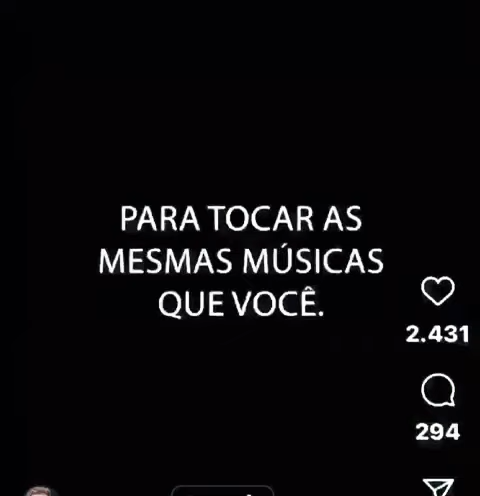 PARA TOCAR AS
MESMAS MÚSICAS
QUE VOCÊ.
2.431
294